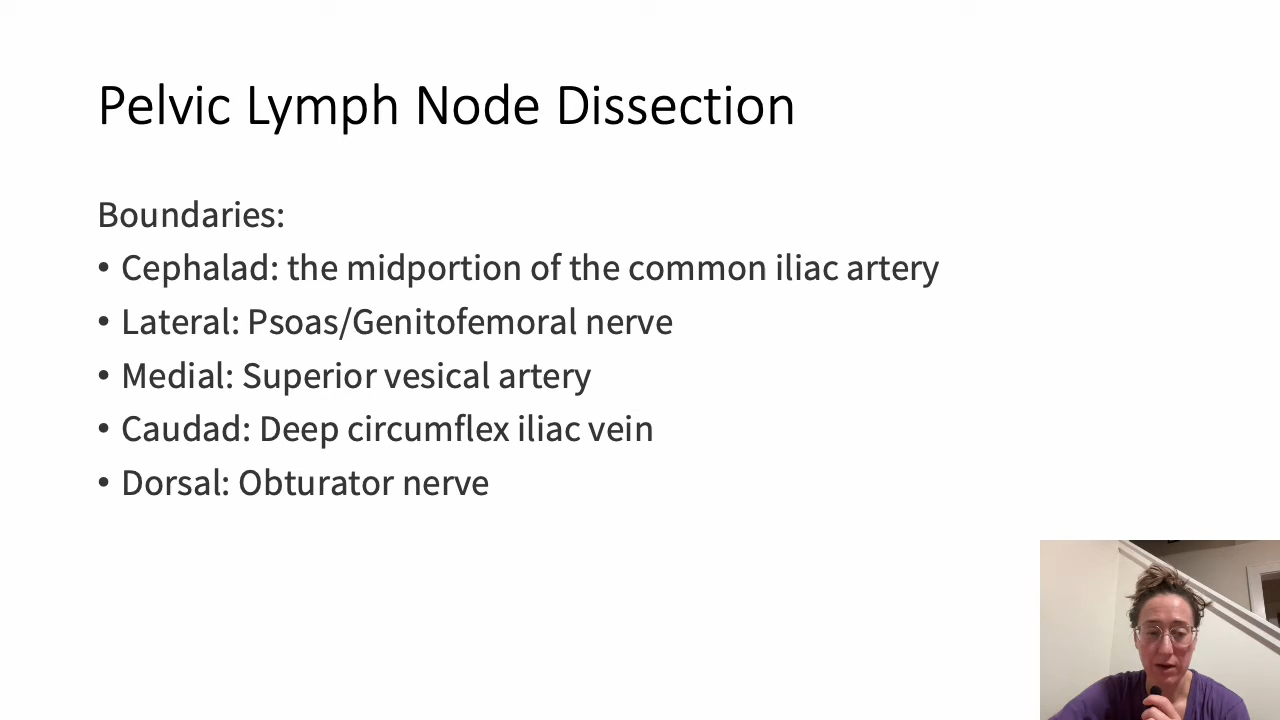 Pelvic Lymph Node Dissection
Boundaries:
• Cephalad: the midportion of the common iliac artery
• Lateral: Psoas/Genitofemoral nerve
• Medial: Superior vesical artery
• Caudad: Deep circumflex iliac vein
• Dorsal: Obturator nerve